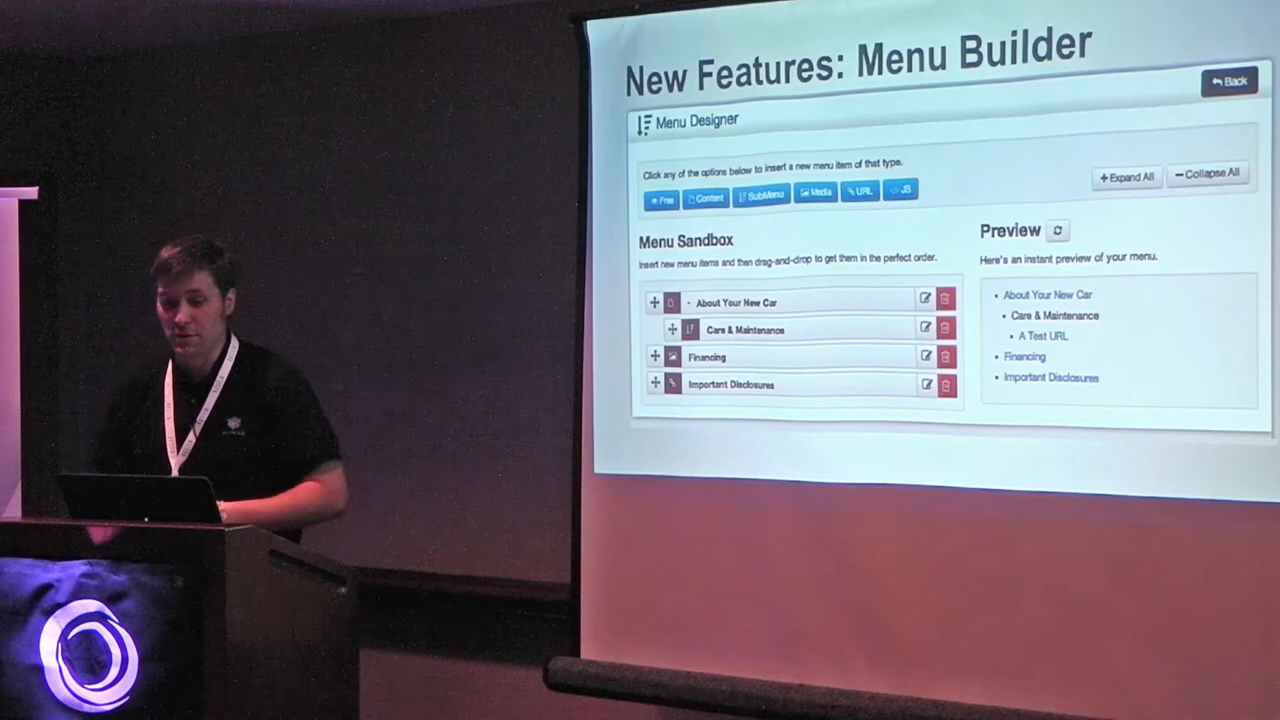 New Features: Menu Builder
Back
Menu Designer
Click any of the options below to insert a new menu item of that type.
Free Content SubMenu Media URL JS
+ Expand All − Collapse All
Menu Sandbox
Insert new menu items and then drag-and-drop to get them in the perfect order.
About Your New Car
Care & Maintenance
Financing
Important Disclosures
Preview
Here's an instant preview of your menu.
• About Your New Car
• Care & Maintenance
• A Test URL
• Financing
• Important Disclosures